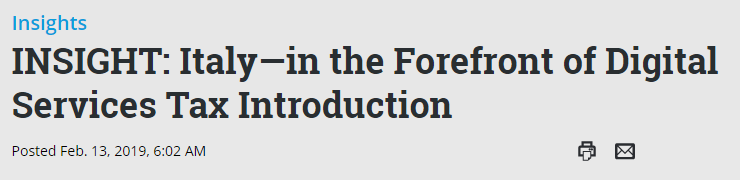 Insights
INSIGHT: Italy—in the Forefront of Digital
Services Tax Introduction
Posted Feb. 13, 2019, 6:02 AM